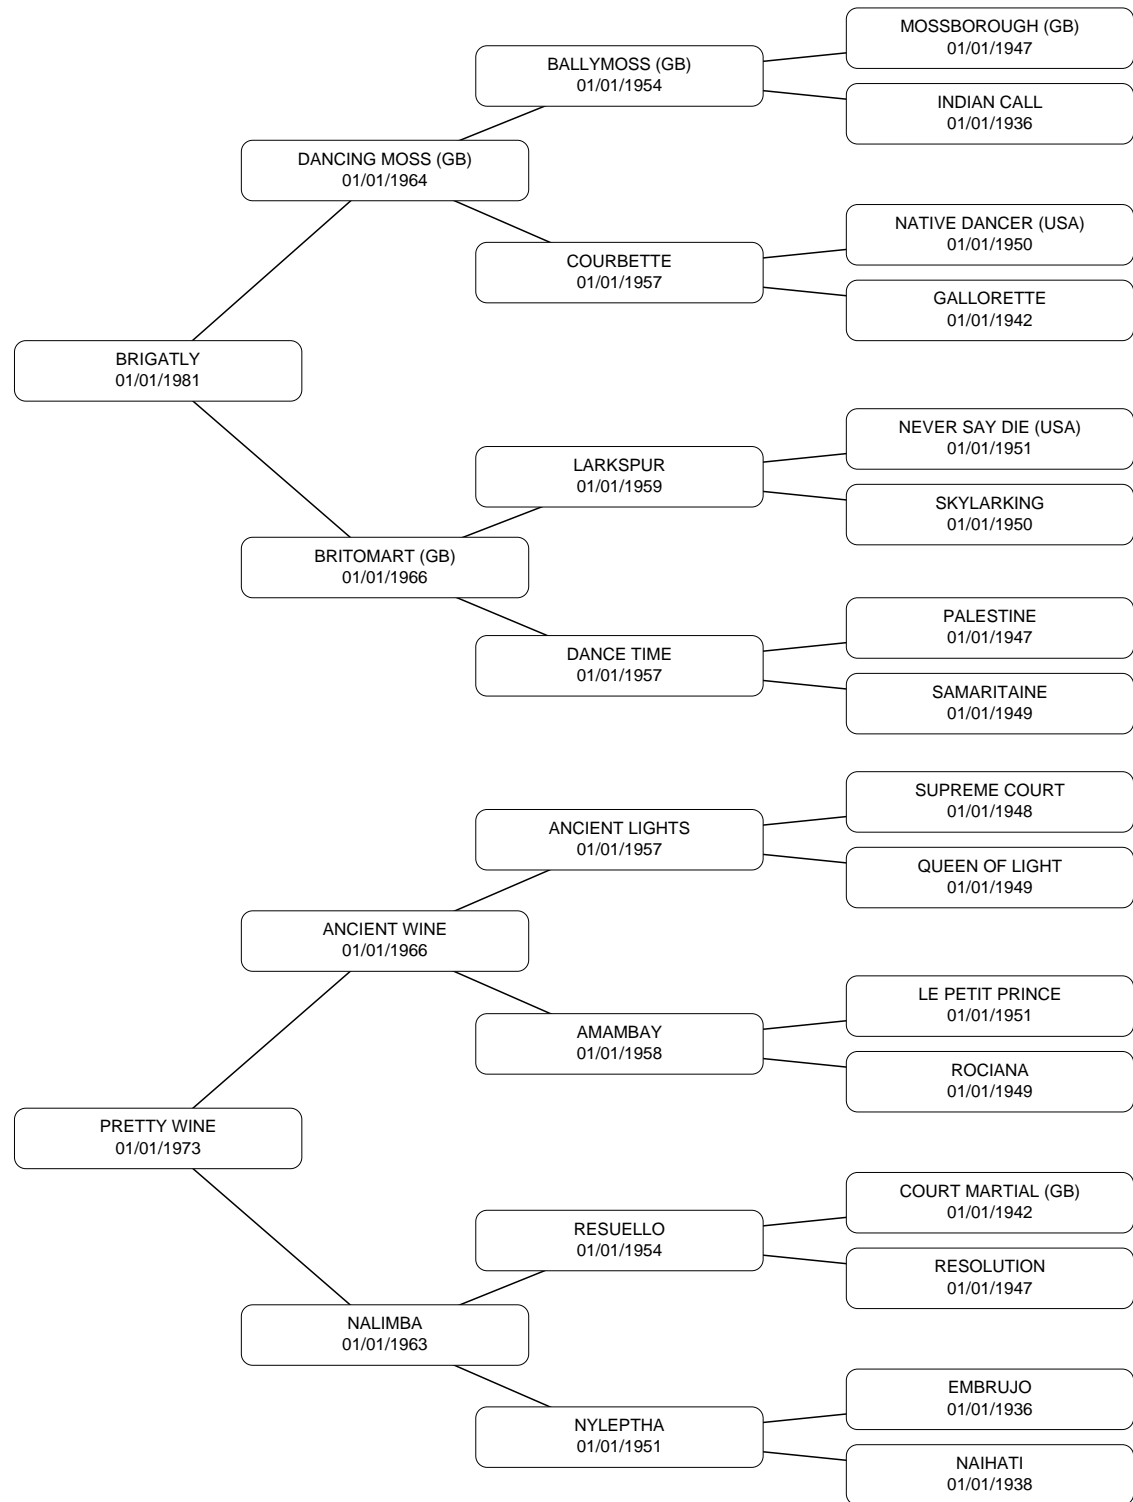 MOSSBOROUGH (GB)
01/01/1947
BALLYMOSS (GB)
01/01/1954
INDIAN CALL
01/01/1936
DANCING MOSS (GB)
01/01/1964
NATIVE DANCER (USA)
01/01/1950
COURBETTE
01/01/1957
GALLORETTE
01/01/1942
BRIGATLY
01/01/1981
NEVER SAY DIE (USA)
01/01/1951
LARKSPUR
01/01/1959
SKYLARKING
01/01/1950
BRITOMART (GB)
01/01/1966
PALESTINE
01/01/1947
DANCE TIME
01/01/1957
SAMARITAINE
01/01/1949
SUPREME COURT
01/01/1948
ANCIENT LIGHTS
01/01/1957
QUEEN OF LIGHT
01/01/1949
ANCIENT WINE
01/01/1966
LE PETIT PRINCE
01/01/1951
AMAMBAY
01/01/1958
ROCIANA
01/01/1949
PRETTY WINE
01/01/1973
COURT MARTIAL (GB)
01/01/1942
RESUELLO
01/01/1954
RESOLUTION
01/01/1947
NALIMBA
01/01/1963
EMBRUJO
01/01/1936
NYLEPTHA
01/01/1951
NAIHATI
01/01/1938